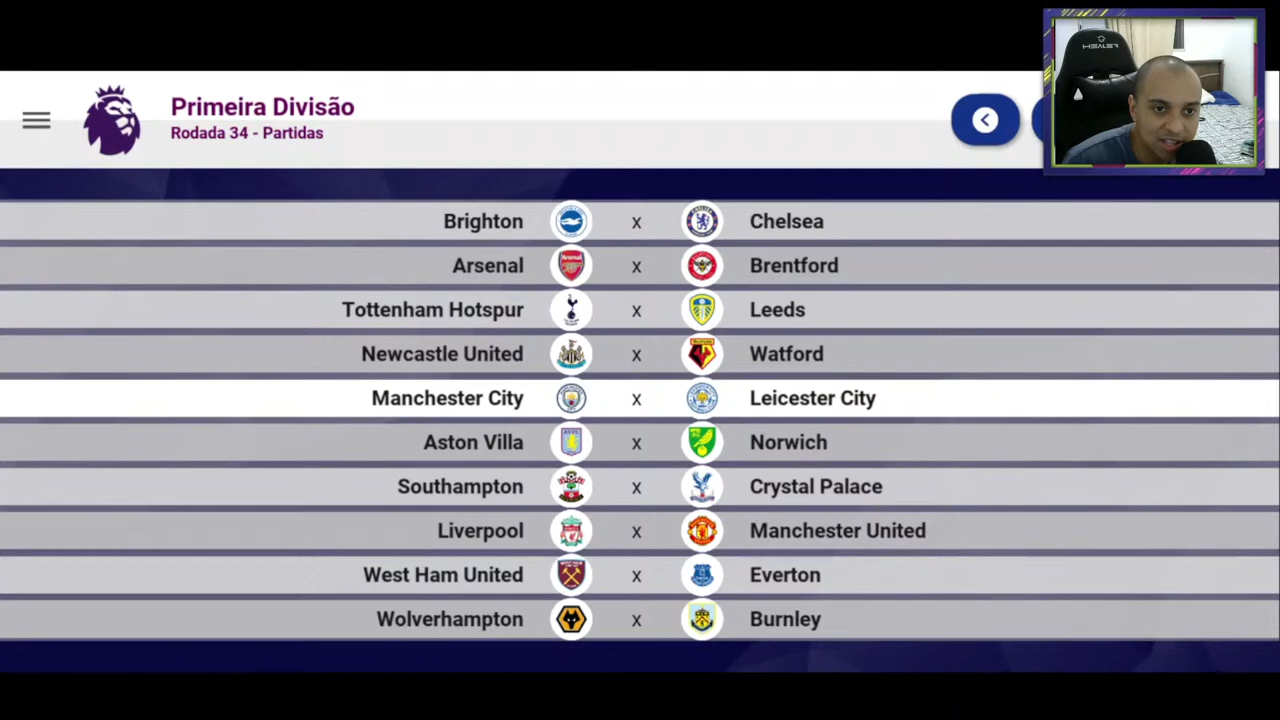 HEALER
Primeira Divisão
Rodada 34 - Partidas
Brighton x Chelsea
Arsenal x Brentford
Tottenham Hotspur x Leeds
Newcastle United x Watford
Manchester City x Leicester City
Aston Villa x Norwich
Southampton x Crystal Palace
Liverpool x Manchester United
West Ham United x Everton
Wolverhampton x Burnley